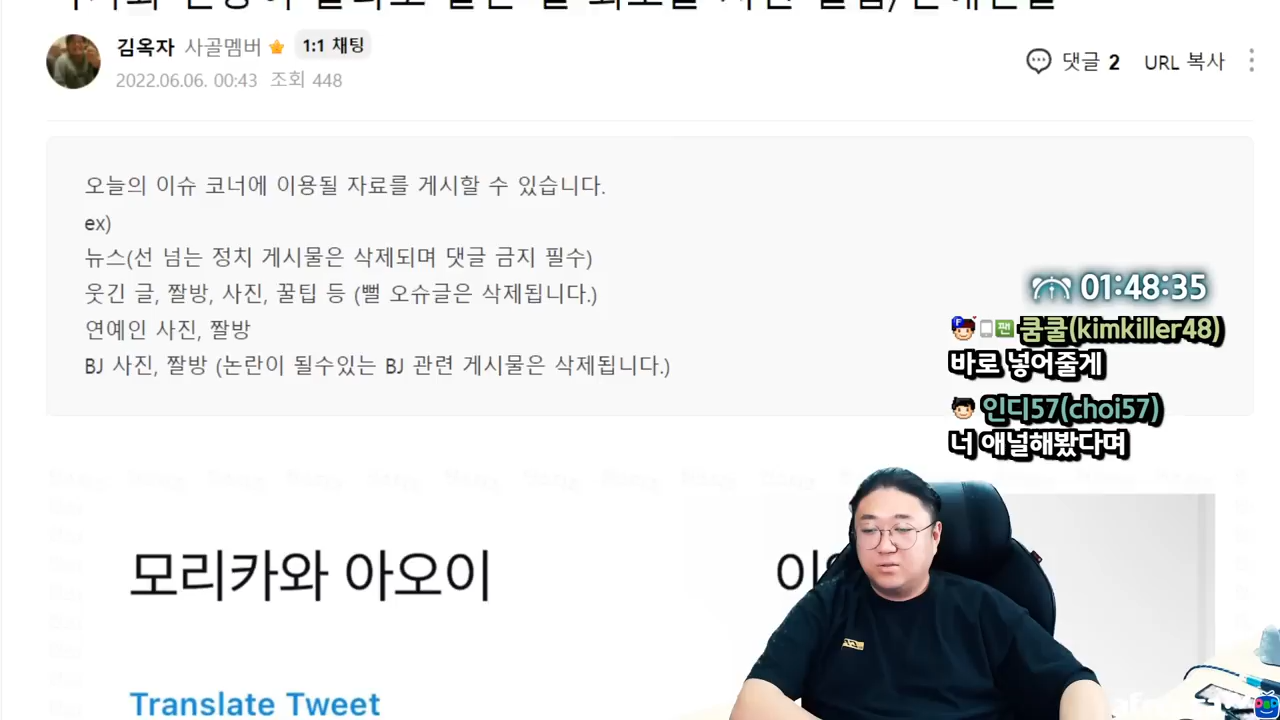 김옥자 사골멤버 1:1 채팅
2022.06.06. 00:43 조회 448
댓글 2 URL 복사
오늘의 이슈 코너에 이용될 자료를 게시할 수 있습니다.
ex)
뉴스(선 넘는 정치 게시물은 삭제되며 댓글 금지 필수)
웃긴 글, 짤방, 사진, 꿀팁 등 (뻘 오슈글은 삭제됩니다.)
연예인 사진, 짤방
BJ 사진, 짤방 (논란이 될수있는 BJ 관련 게시물은 삭제됩니다.)
01:48:35
팬 쿰쿨(kimkiller48)
바로 넣어줄게
인디57(choi57)
너 애널해봤다며
모리카와 아오이
Translate Tweet